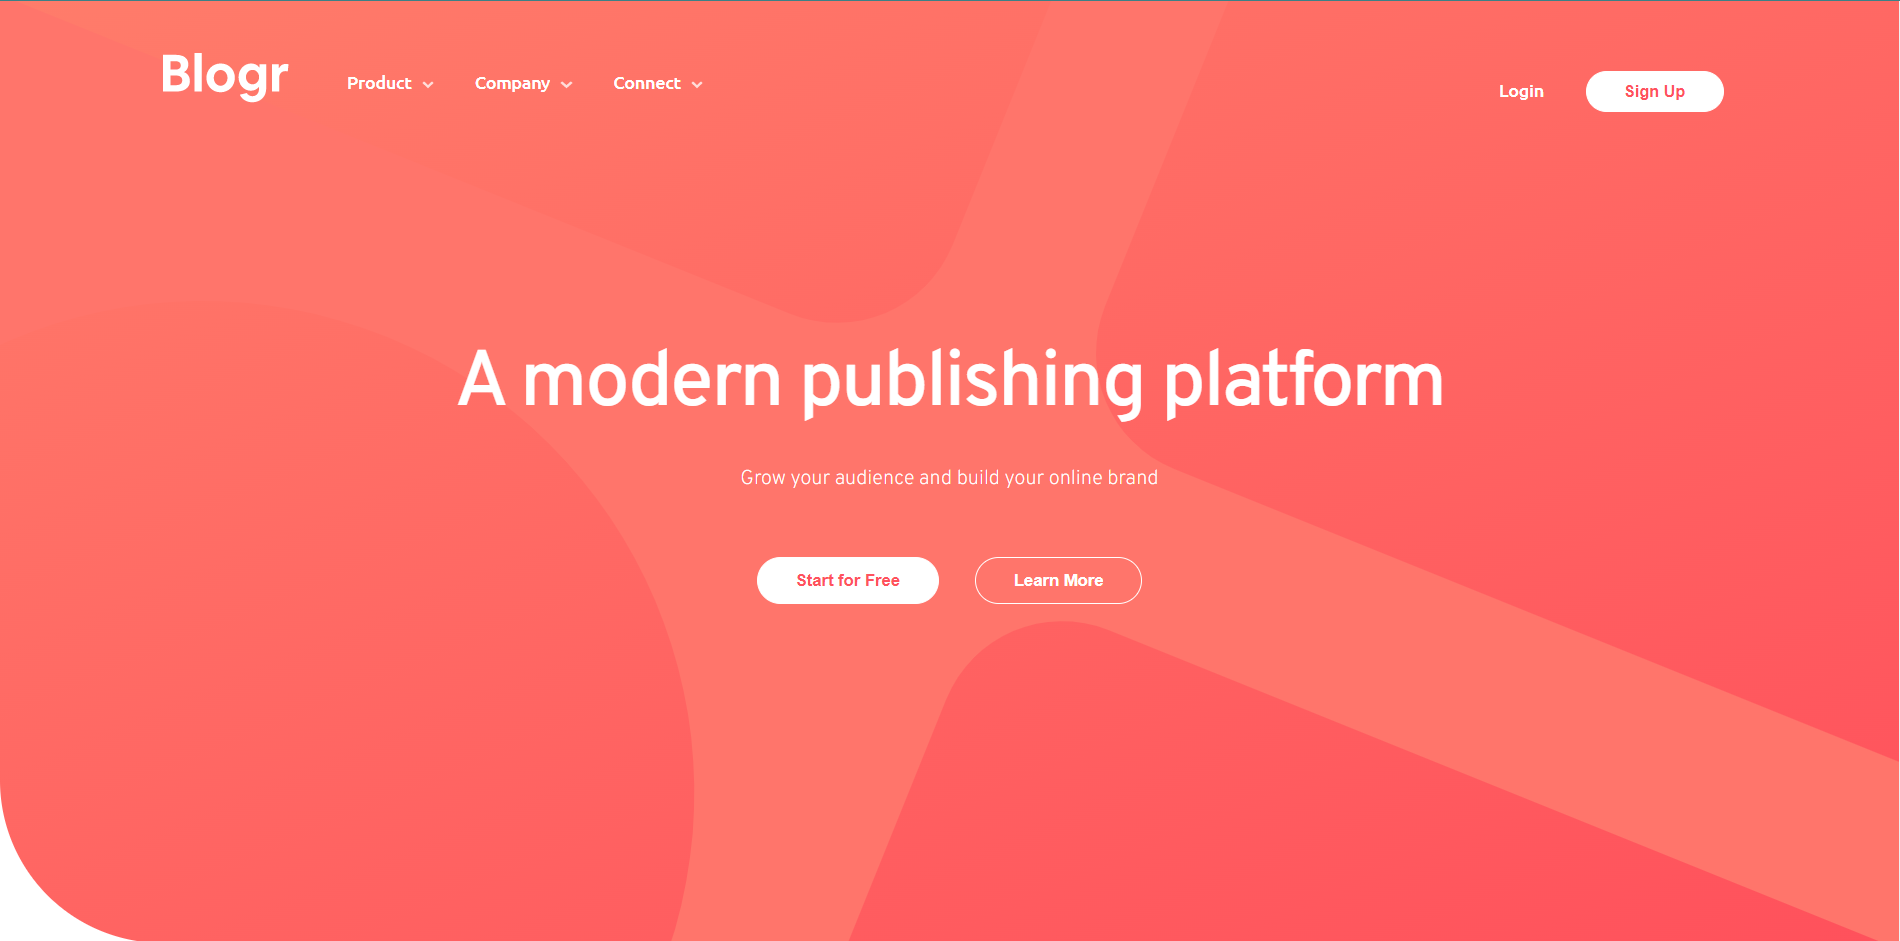 Blogr Product Company Connect Login Sign Up
A modern publishing platform
Grow your audience and build your online brand
Start for Free Learn More